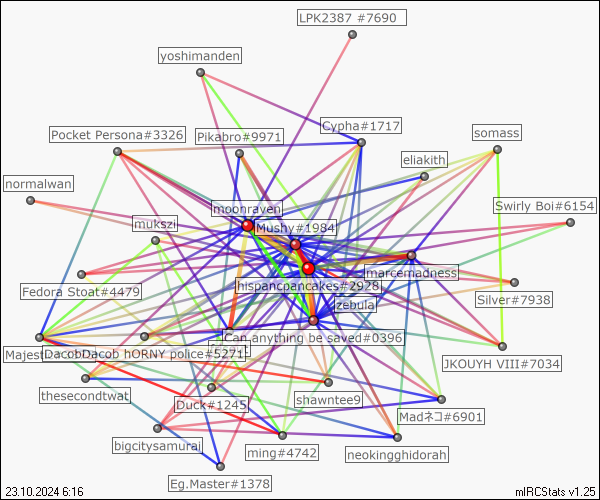 LPK2387 #7690
yoshimanden
Cypha#1717
Pocket Persona#3326
Pikabro#9971
somass
eliakith
normalwan
Swirly Boi#6154
moonraven
mukszi
Mushy#1984
marcemadness
hispancpancakes#2928
Fedora Stoat#4479
Silver#7938
zebulaj
Can anything be saved#0396
DacobDacob hORNY police#5271
JKOUYH VIII#7034
thesecondtwat
shawntee9
Duck#1245
Madネコ#6901
bigcitysamurai
ming#4742
neokingghidorah
Eg.Master#1378
23.10.2024 6:16
mIRCStats v1.25